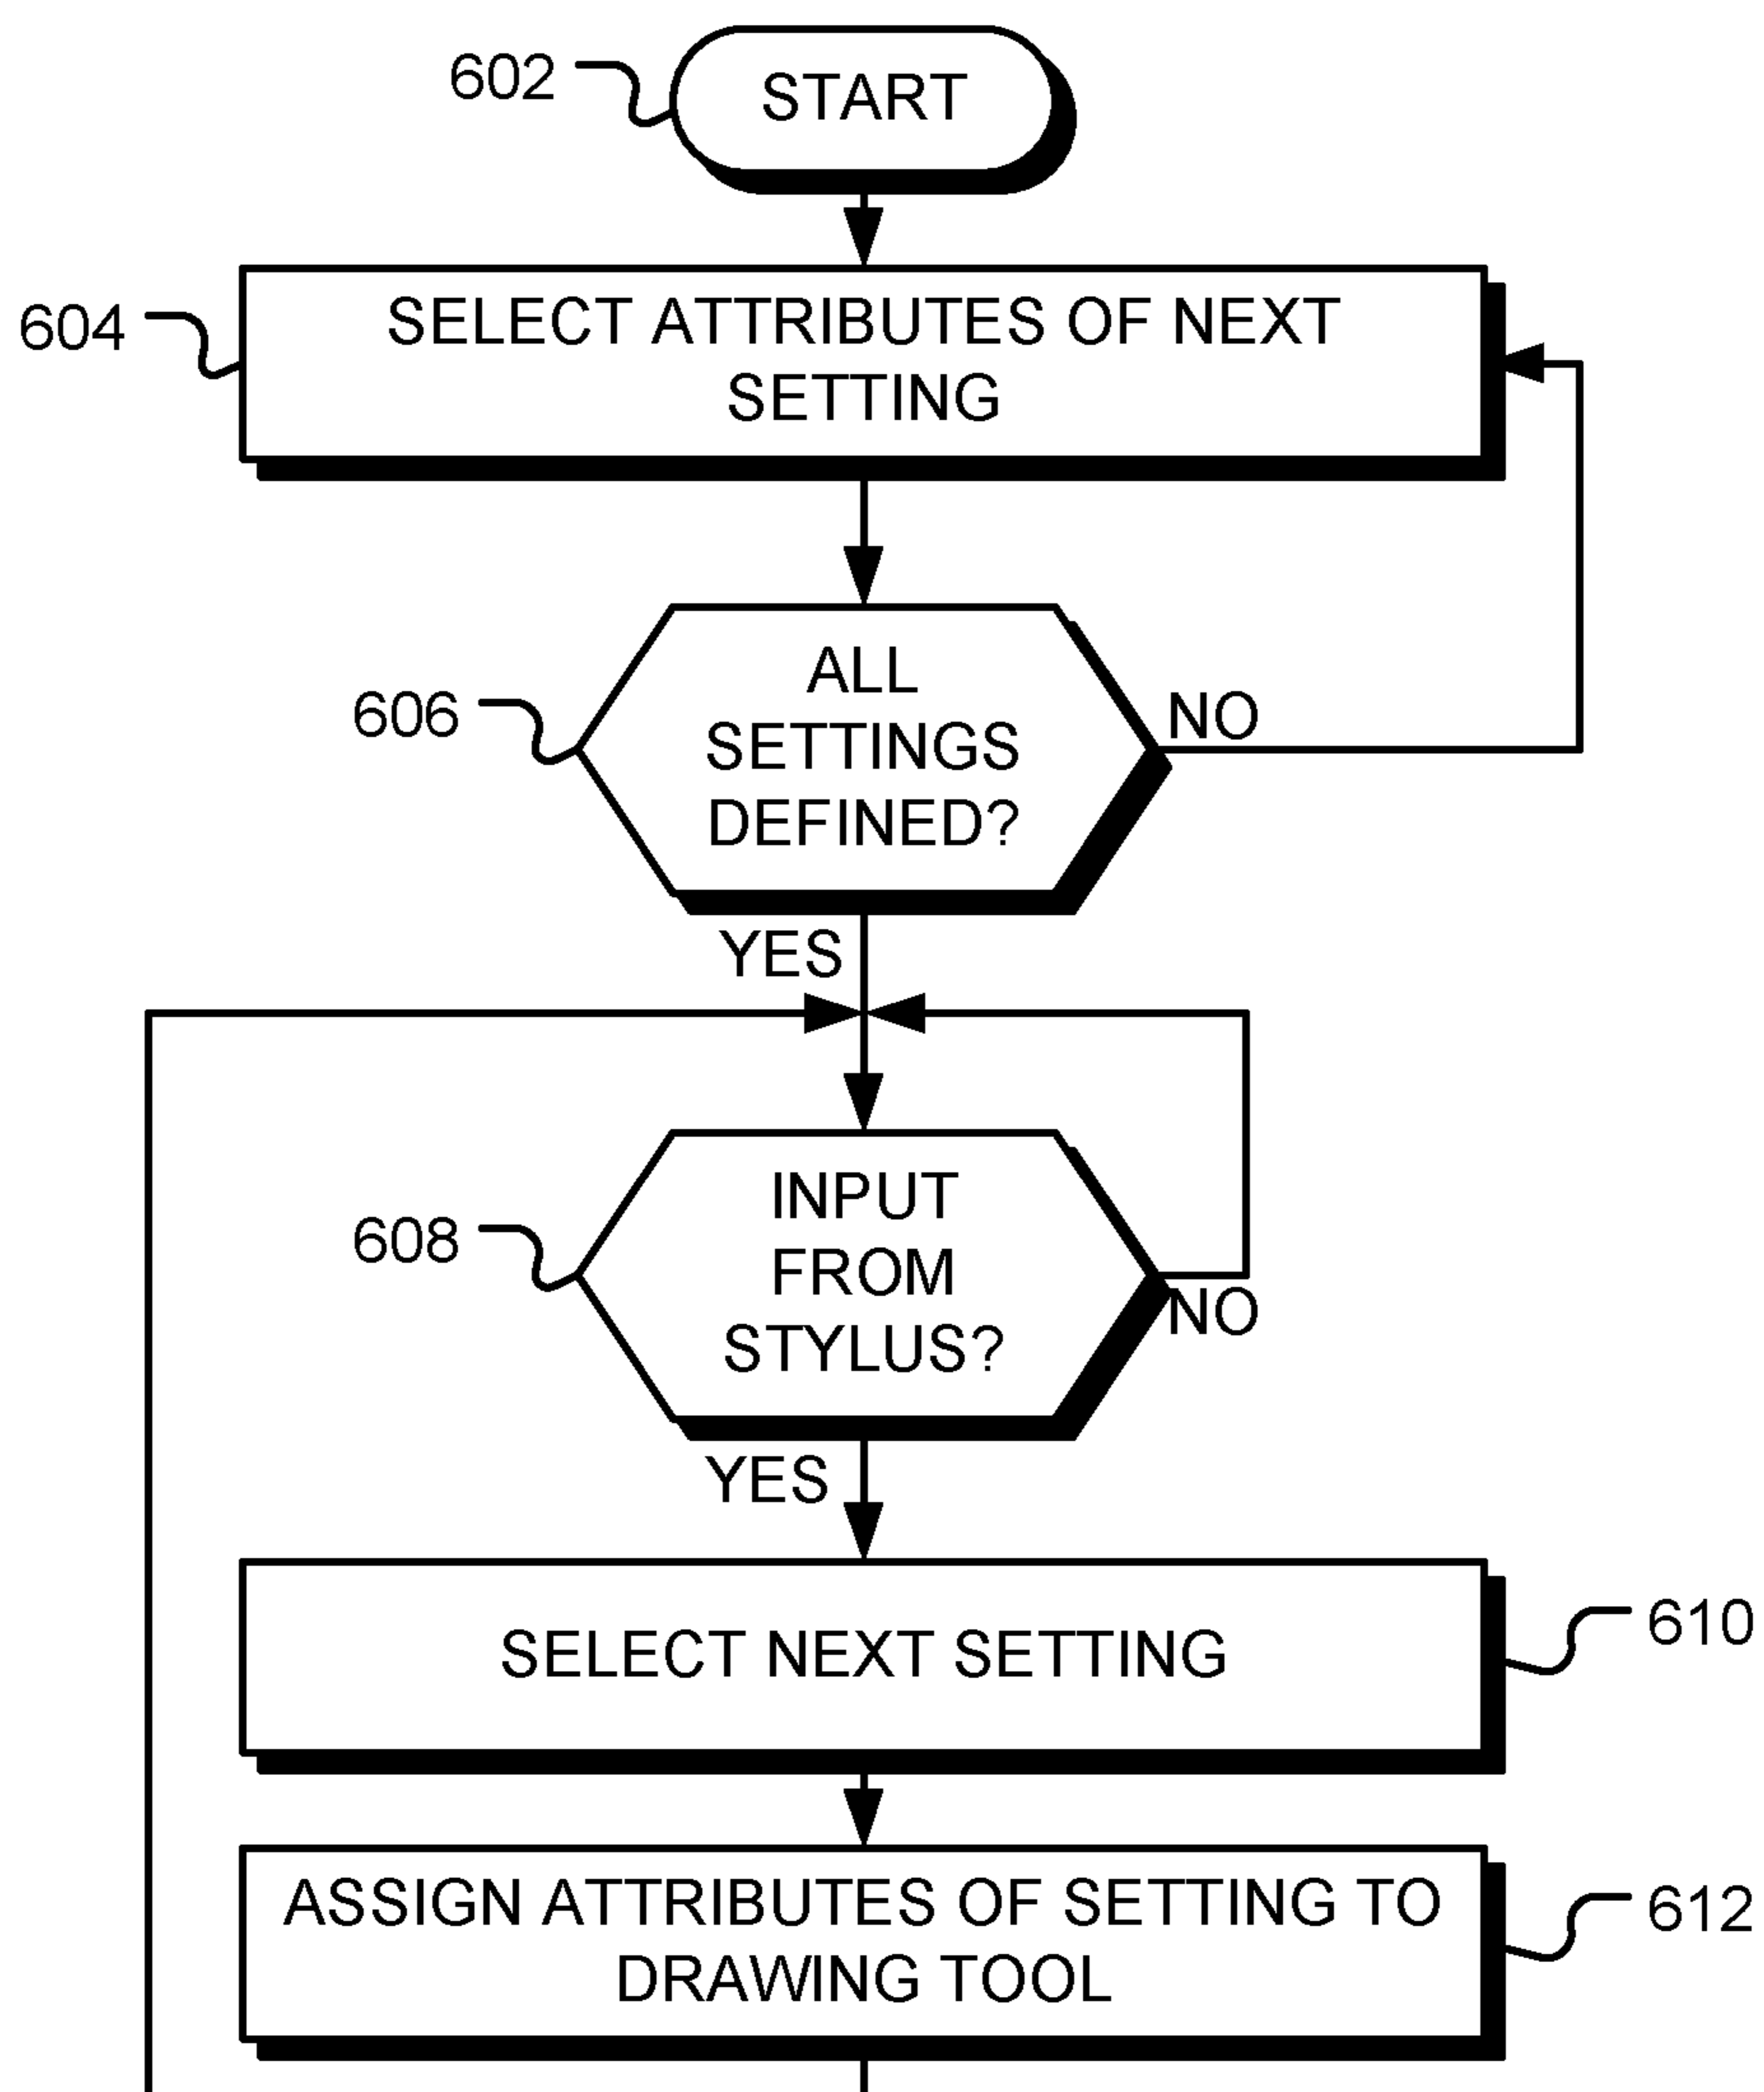 602
START
604
SELECT ATTRIBUTES OF NEXT
SETTING
606
ALL
SETTINGS
DEFINED?
NO
YES
608
INPUT
FROM
STYLUS?
NO
YES
SELECT NEXT SETTING
610
ASSIGN ATTRIBUTES OF SETTING TO
DRAWING TOOL
612